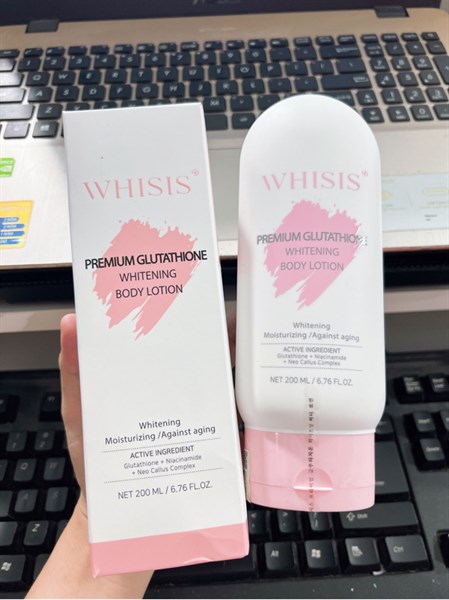 WHISIS
PREMIUM GLUTATHIONE
WHITENING
BODY LOTION
Whitening
Moisturizing /Against aging
ACTIVE INGREDIENT
Glutathione + Niacinamide
+ Neo Callus Complex
NET 200 ML / 6.76 FL.OZ.
WHISIS
PREMIUM GLUTATHIONE
WHITENING
BODY LOTION
Whitening
Moisturizing /Against aging
ACTIVE INGREDIENT
Glutathione + Niacinamide
+ Neo Callus Complex
NET 200 ML / 6.76 FL.OZ.
Alt
Ctrl